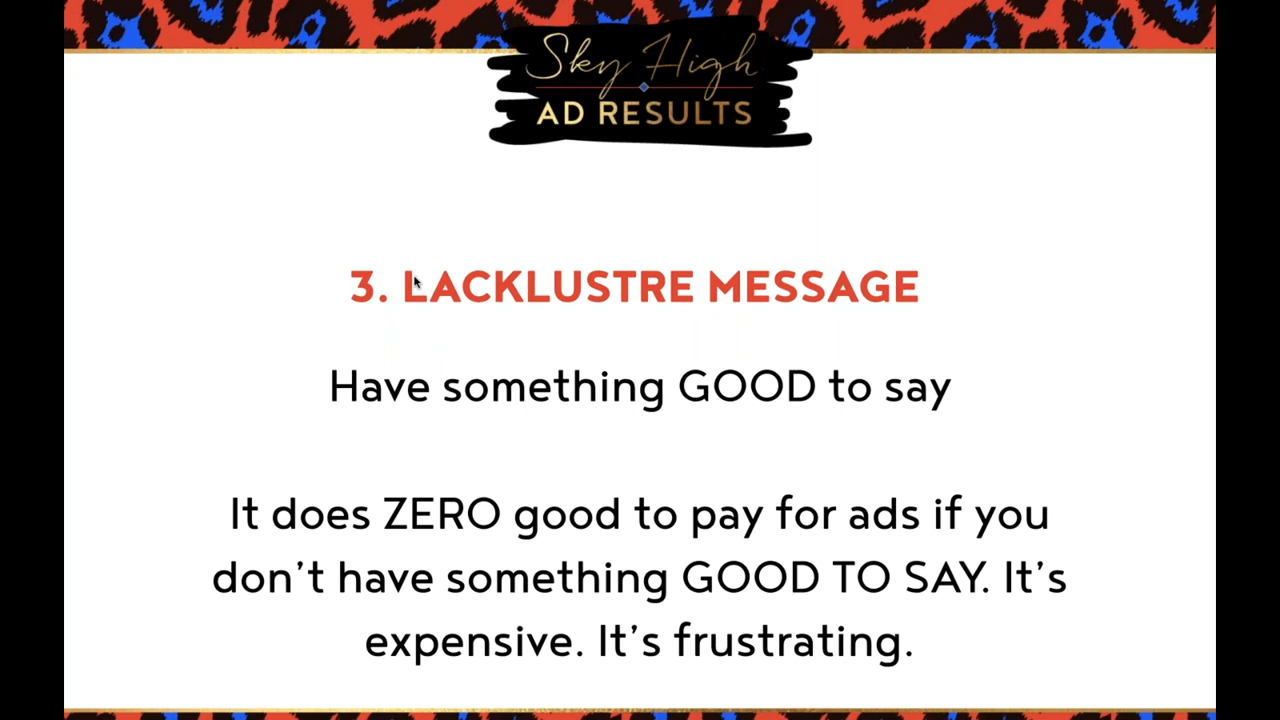 Sky High
AD RESULTS
3. LACKLUSTRE MESSAGE
Have something GOOD to say
It does ZERO good to pay for ads if you
don't have something GOOD TO SAY. It's
expensive. It's frustrating.